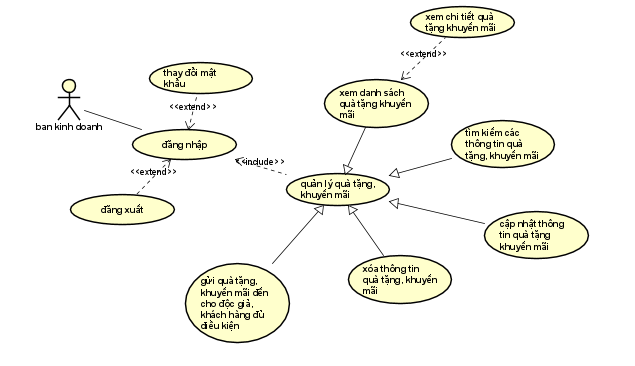 xem chi tiết quà
tặng khuyến mãi
<<extend>>
thay đổi mật
khẩu
xem danh sách
quà tặng khuyến
mãi
<<extend>>
ban kinh doanh
tìm kiếm các
thông tin quà
tặng, khuyến mãi
đăng nhập
<<include>>
<<extend>>
quản lý quà tặng,
khuyến mãi
đăng xuất
cập nhật thông
tin quà tặng
khuyến mãi
xóa thông tin
quà tặng, khuyến
mãi
gửi quà tặng,
khuyến mãi đến
cho độc giả,
khách hàng đủ
điều kiện